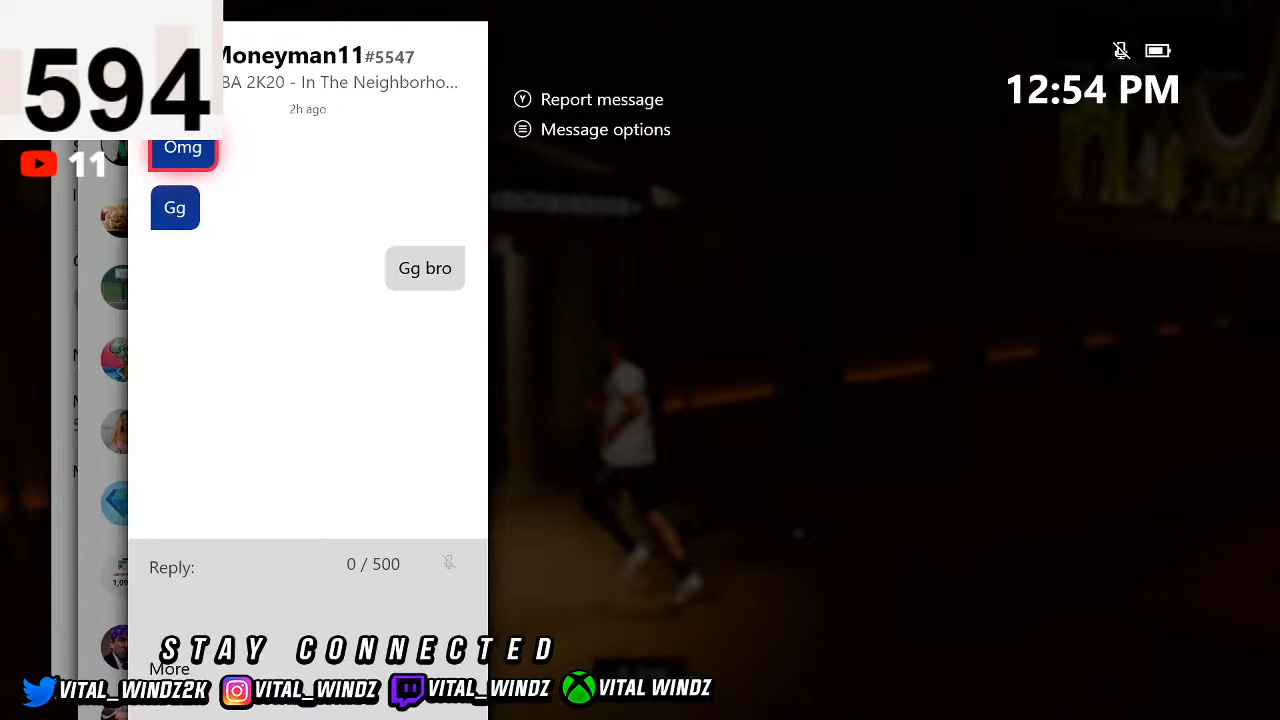 594
11
Moneyman11#5547
BA 2K20 - In The Neighborho...
2h ago
Omg
Gg
Gg bro
Reply:
0 / 500
More
Y Report message
Message options
12:54 PM
STAY CONNECTED
VITAL_WINDZ2K
VITAL_WINDZ
VITAL_WINDZ
VITAL WINDZ